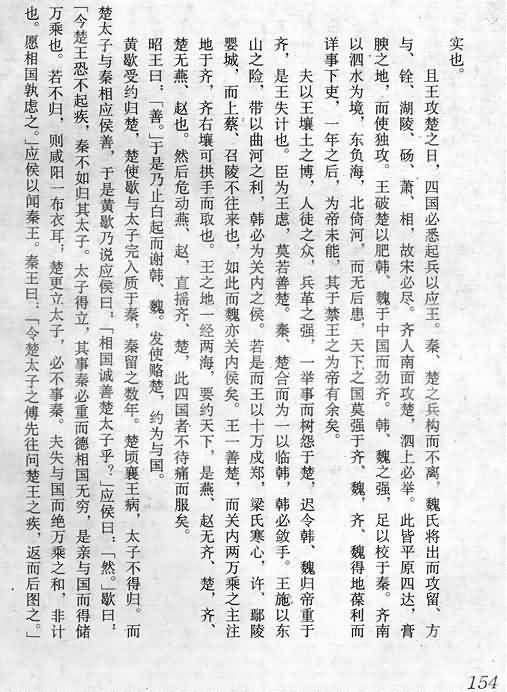 实也。
且王攻楚之日，四国必悉起兵以应王。秦、楚之兵构而不离，魏氏将出而攻留、方
与、铚、湖陵、砀、萧、相，故宋必尽。齐人南面攻楚，泗上必举。此皆平原四达，膏
腴之地，而使独攻。王破楚以肥韩、魏于中国而劲齐。韩、魏之强，足以校于秦。齐南
以泗水为境，东负海，北倚河，而无后患，天下之国莫强于齐、魏，齐、魏得地葆利而
详事下吏，一年之后，为帝未能，其于禁王之为帝有余矣。
夫以王壤土之博，人徒之众，兵革之强，一举事而树怨于楚，迟令韩、魏归帝重于
齐，是王失计也。臣为王虑，莫若善楚。秦、楚合而为一以临韩，韩必敛手。王施以东
山之险，带以曲河之利，韩必为关内之侯。若是而王以十万戍郑，梁氏寒心，许、鄢陵
婴城，而上蔡、召陵不往来也，如此而魏亦关内侯矣。王一善楚，而关内两万乘之主注
地于齐，齐右壤可拱手而取也。王之地一经两海，要约天下，是燕、赵无齐、楚，齐、
楚无燕、赵也。然后危动燕、赵，直摇齐、楚，此四国者不待痛而服矣。
昭王曰：“善。”于是乃止白起而谢韩、魏。发使赂楚，约为与国。
黄歇受约归楚，楚使歇与太子完入质于秦，秦留之数年。楚顷襄王病，太子不得归。而
楚太子与秦相应侯善，于是黄歇乃说应侯曰：“相国诚善楚太子乎？”应侯曰：“然。”歇曰：
“今楚王恐不起疾，秦不如归其太子。太子得立，其事秦必重而德相国无穷，是亲与国而得储
万乘也。若不归，则咸阳一布衣耳；楚更立太子，必不事秦。夫失与国而绝万乘之和，非计
也。愿相国孰虑之。”应侯以闻秦王。秦王曰：“令楚太子之傅先往问楚王之疾，返而后图之。”
154